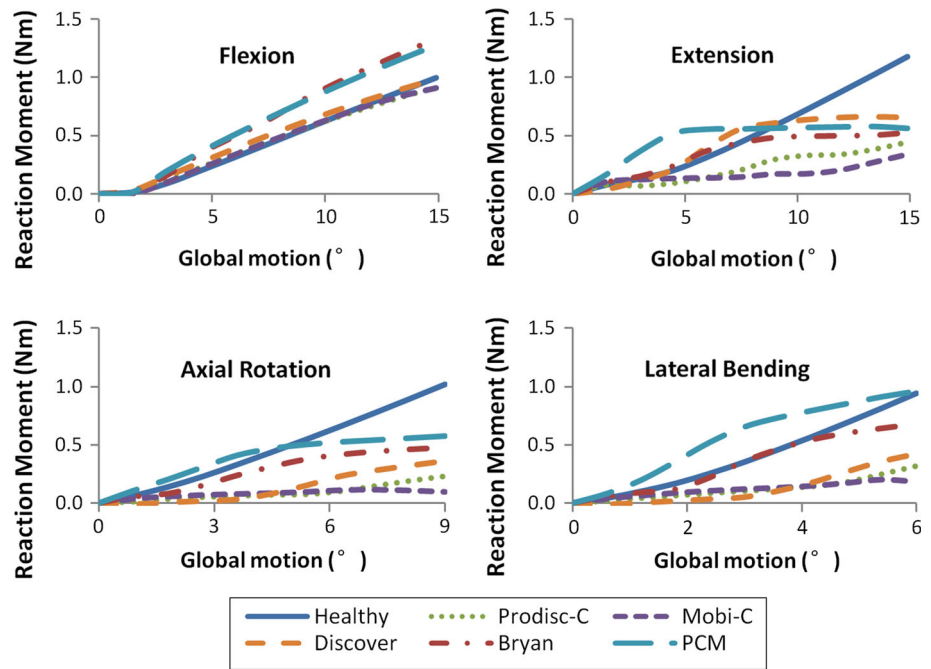 Flexion
Reaction Moment (Nm)
1.5
1.0
0.5
0.0
0 5 10 15
Global motion (° )
Extension
Reaction Moment (Nm)
1.5
1.0
0.5
0.0
0 5 10 15
Global motion (° )
Axial Rotation
Reaction Moment (Nm)
1.5
1.0
0.5
0.0
0 3 6 9
Global motion (° )
Lateral Bending
Reaction Moment (Nm)
1.5
1.0
0.5
0.0
0 2 4 6
Global motion (° )
Healthy Prodisc-C Mobi-C
Discover Bryan PCM